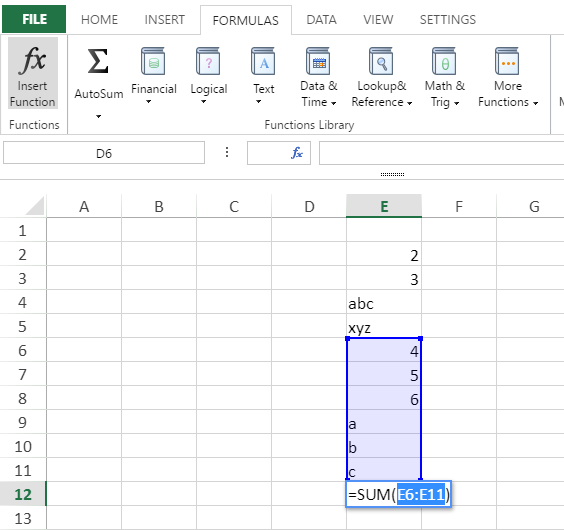 FILE HOME INSERT FORMULAS DATA VIEW SETTINGS
fx Σ ? A θ
Insert Function AutoSum Financial Logical Text Data & Time Lookup& Reference Math & Trig More Functions
Functions Functions Library
D6 fx
A B C D E F G
1
2 2
3 3
4 abc
5 xyz
6 4
7 5
8 6
9 a
10 b
11 c
12 =SUM(E6:E11)
13